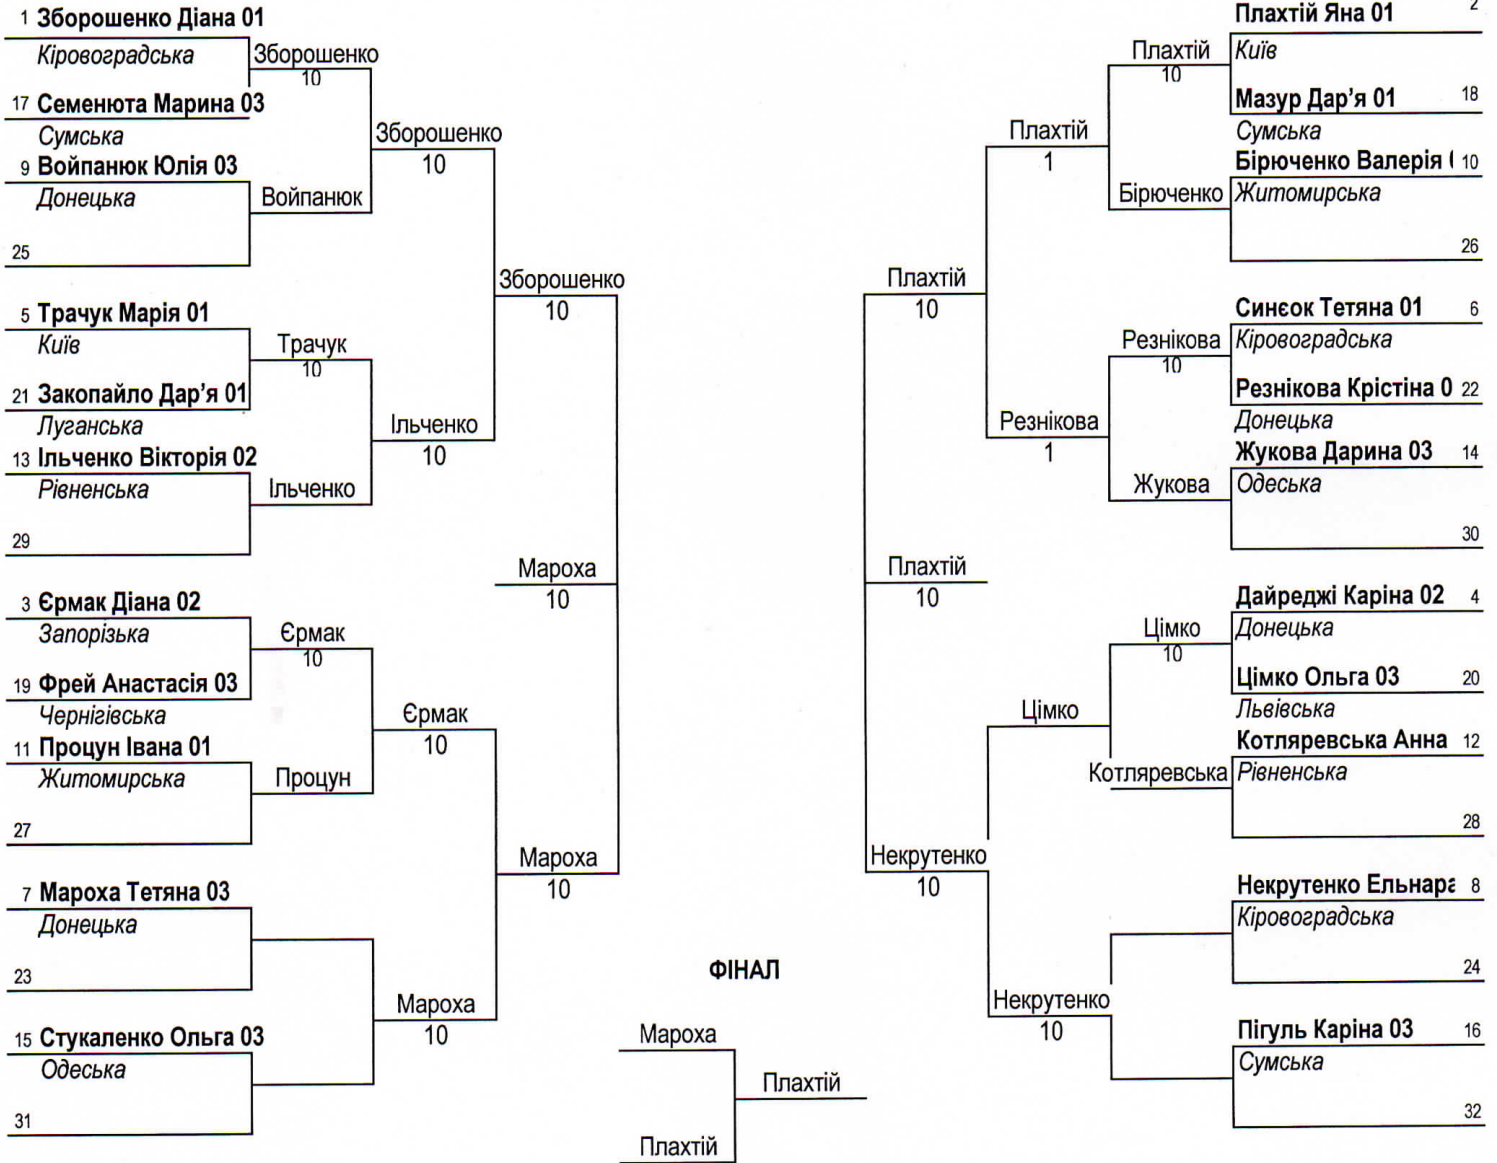 1 Зборошенко Діана 01
Кіровоградська
Зборошенко
10
17 Семенюта Марина 03
Сумська
Зборошенко
10
9 Войпанюк Юлія 03
Донецька
Войпанюк
25
Зборошенко
10
5 Трачук Марія 01
Київ
Трачук
10
21 Закопайло Дар’я 01
Луганська
Ільченко
10
13 Ільченко Вікторія 02
Рівненська
Ільченко
29
Мароха
10
3 Єрмак Діана 02
Запорізька
Єрмак
10
19 Фрей Анастасія 03
Чернігівська
Єрмак
10
11 Процун Івана 01
Житомирська
Процун
27
Мароха
10
7 Мароха Тетяна 03
Донецька
23
Мароха
10
15 Стукаленко Ольга 03
Одеська
31
Плахтій Яна 01 2
Плахтій
10
Київ
Мазур Дар’я 01 18
Сумська
Плахтій
1
Бірюченко Валерія 10
Бірюченко
Житомирська
26
Плахтій
10
Синєок Тетяна 01 6
Резнікова
10
Кіровоградська
Резнікова Крістіна 0 22
Донецька
Резнікова
1
Жукова Дарина 03 14
Жукова
Одеська
30
Плахтій
10
Дайреджі Каріна 02 4
Цімко
10
Донецька
Цімко Ольга 03 20
Львівська
Цімко
Котляревська Анна 12
Котляревська
Рівненська
28
Некрутенко
10
Некрутенко Ельнара 8
Кіровоградська
24
Некрутенко
10
Пігуль Каріна 03 16
Сумська
32
ФІНАЛ
Мароха
Плахтій
Плахтій